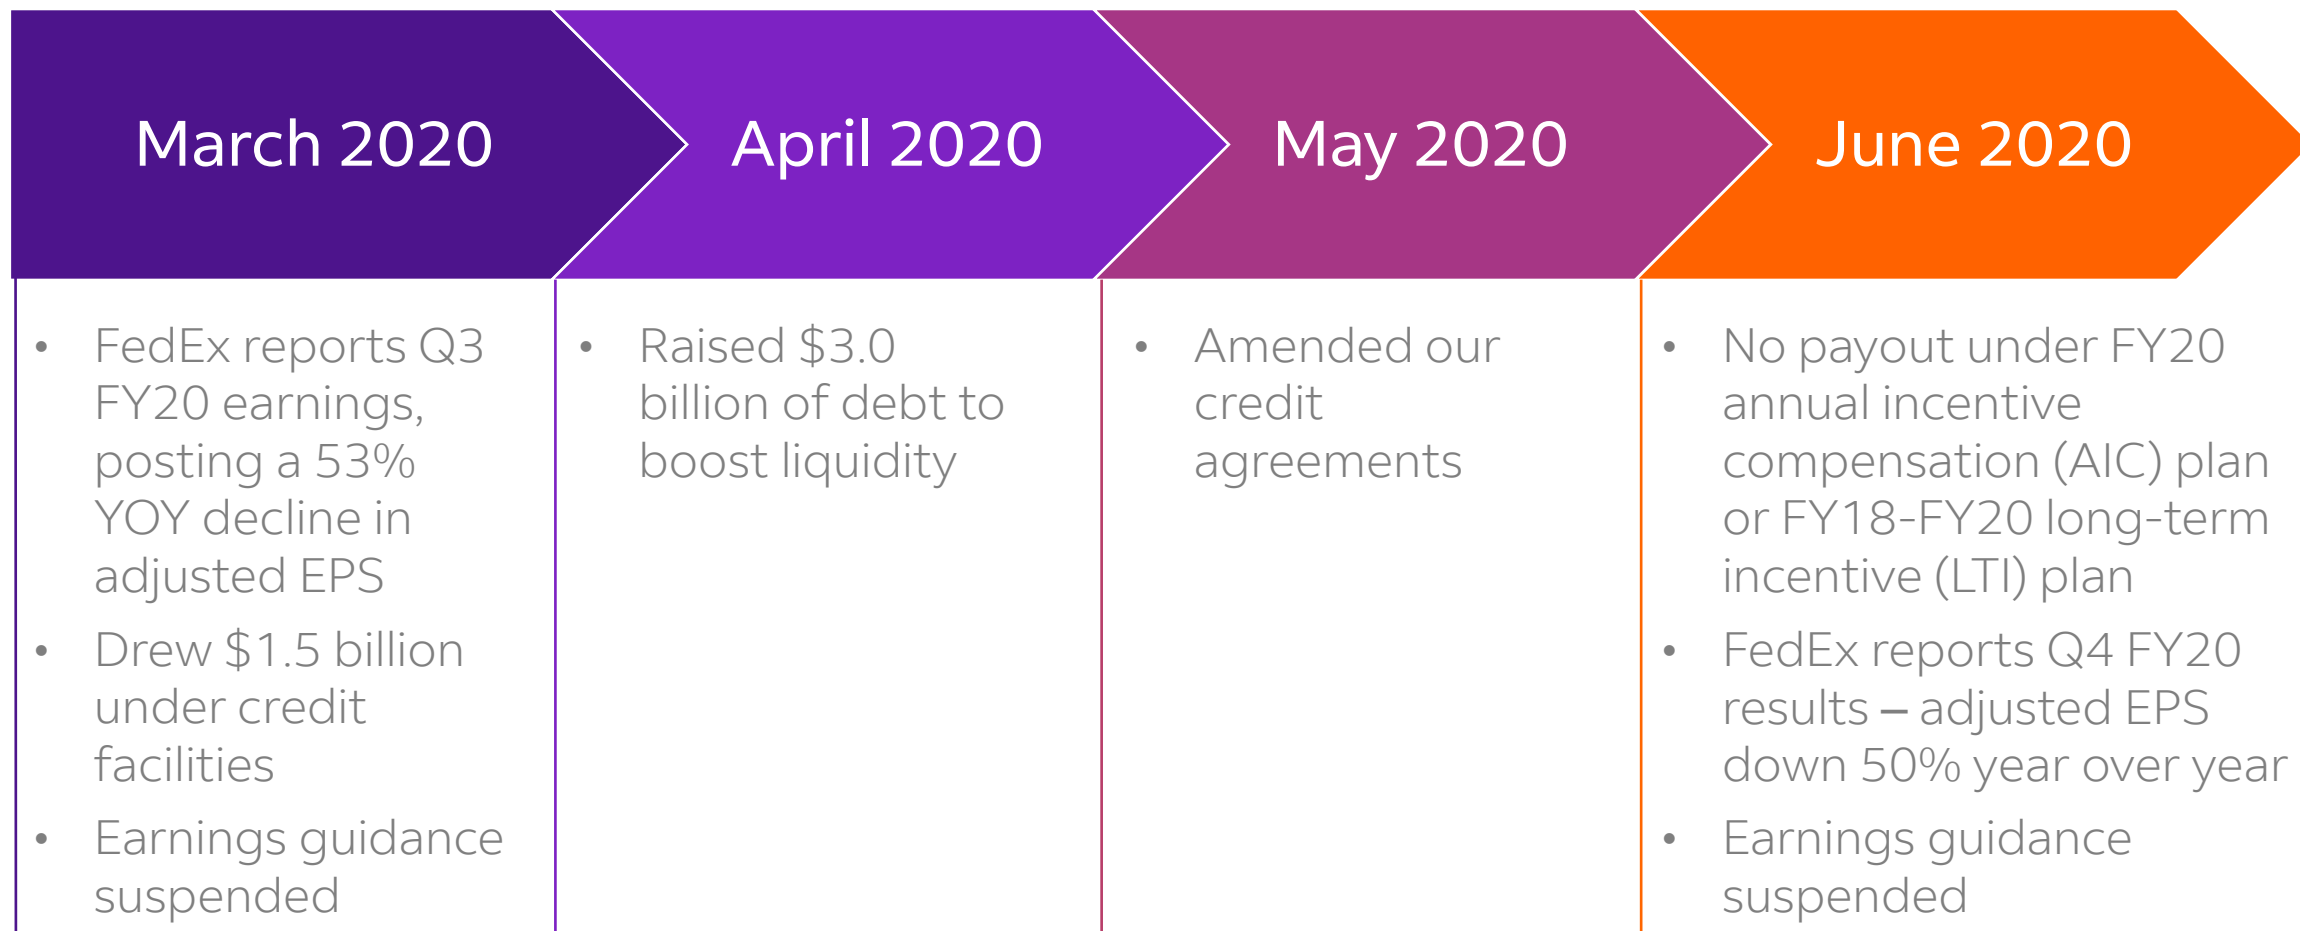 March 2020
April 2020
May 2020
June 2020
• FedEx reports Q3
FY20 earnings,
posting a 53%
YOY decline in
adjusted EPS
• Drew $1.5 billion
under credit
facilities
• Earnings guidance
suspended
• Raised $3.0
billion of debt to
boost liquidity
• Amended our
credit
agreements
• No payout under FY20
annual incentive
compensation (AIC) plan
or FY18-FY20 long-term
incentive (LTI) plan
• FedEx reports Q4 FY20
results – adjusted EPS
down 50% year over year
• Earnings guidance
suspended